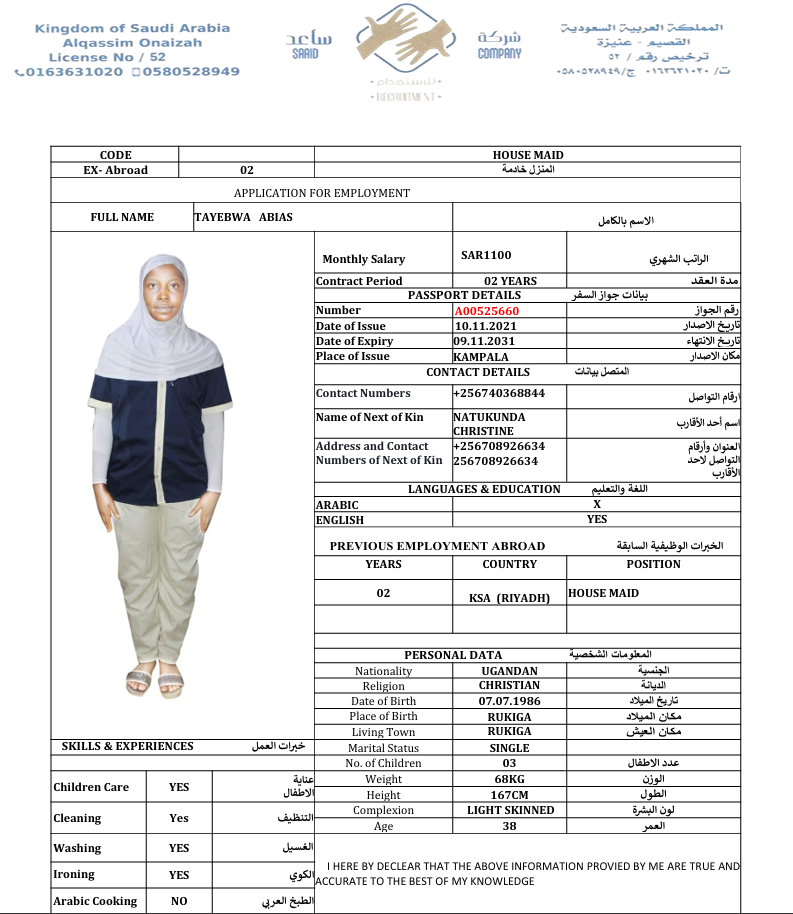 Kingdom of Saudi Arabia
Alqassim Onaizah
License No / 52
0163631020 0580528949
ساعد
SAAID
شركة
COMPANY
للاستقدام
RECRUITMENT
المملكة العربية السعودية
القصيم - عنيزة
ترخيص رقم / ٥٢
ت/ ٠١٦٣٦٣١٠٢٠ ج/٠٥٨٠٥٢٨٩٤٩
CODE HOUSE MAID
EX- Abroad 02 المنزل خادمة
APPLICATION FOR EMPLOYMENT
FULL NAME TAYEBWA ABIAS الاسم بالكامل
Monthly Salary SAR1100 الراتب الشهري
Contract Period 02 YEARS مدة العقد
PASSPORT DETAILS بيانات جواز السفر
Number A00525660 رقم الجواز
Date of Issue 10.11.2021 تاريخ الاصدار
Date of Expiry 09.11.2031 تاريخ الانتهاء
Place of Issue KAMPALA مكان الاصدار
CONTACT DETAILS المتصل بيانات
Contact Numbers +256740368844 ارقام التواصل
Name of Next of Kin NATUKUNDA CHRISTINE اسم أحد الأقارب
Address and Contact +256708926634 العنوان وأرقام
Numbers of Next of Kin 256708926634 التواصل لاحد
الأقارب
LANGUAGES & EDUCATION اللغة والتعليم
ARABIC X
ENGLISH YES
PREVIOUS EMPLOYMENT ABROAD الخبرات الوظيفية السابقة
YEARS COUNTRY POSITION
02 KSA (RIYADH) HOUSE MAID
PERSONAL DATA المعلومات الشخصية
Nationality UGANDAN الجنسية
Religion CHRISTIAN الديانة
Date of Birth 07.07.1986 تاريخ الميلاد
Place of Birth RUKIGA مكان الميلاد
Living Town RUKIGA مكان العيش
Marital Status SINGLE
No. of Children 03 عدد الاطفال
Weight 68KG الوزن
Height 167CM الطول
Complexion LIGHT SKINNED لون البشرة
Age 38 العمر
SKILLS & EXPERIENCES خبرات العمل
Children Care YES عناية الاطفال
Cleaning Yes التنظيف
Washing YES الغسيل
Ironing YES الكوي
Arabic Cooking NO الطبخ العربي
I HERE BY DECLEAR THAT THE ABOVE INFORMATION PROVIED BY ME ARE TRUE AND
ACCURATE TO THE BEST OF MY KNOWLEDGE